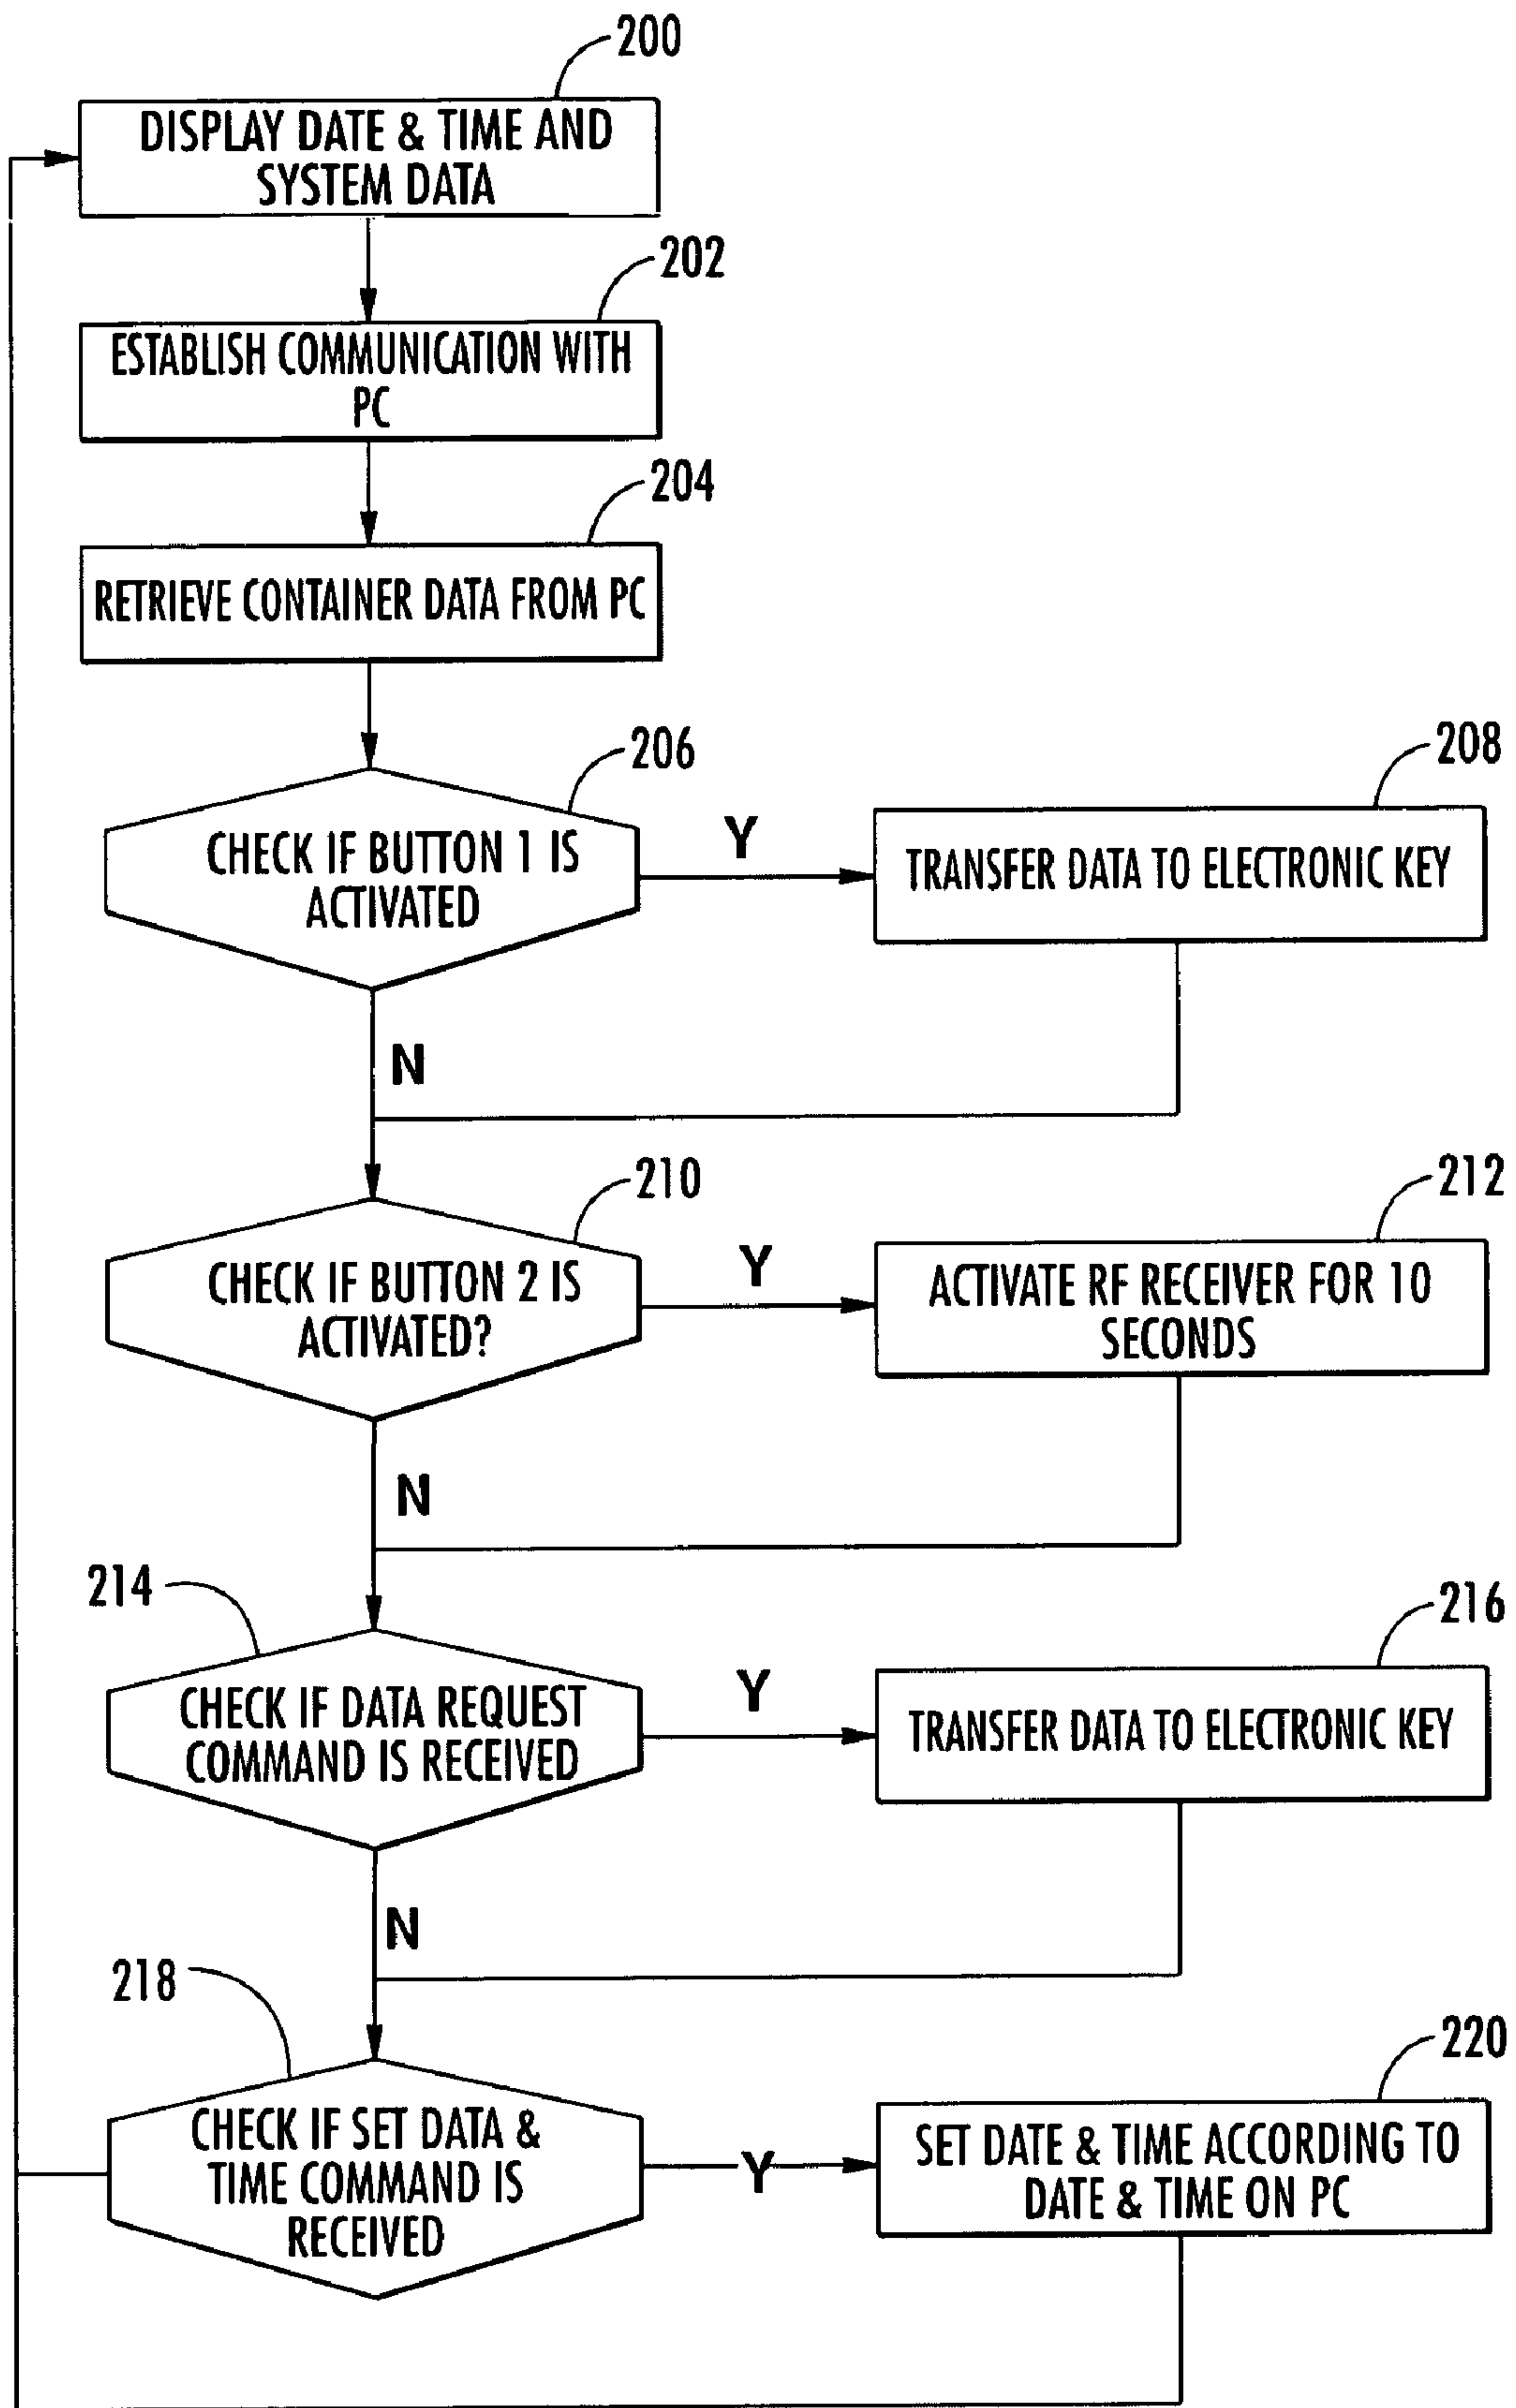 200
DISPLAY DATE & TIME AND
SYSTEM DATA
202
ESTABLISH COMMUNICATION WITH
PC
204
RETRIEVE CONTAINER DATA FROM PC
206
CHECK IF BUTTON 1 IS
ACTIVATED
Y
208
TRANSFER DATA TO ELECTRONIC KEY
N
210
CHECK IF BUTTON 2 IS
ACTIVATED?
Y
212
ACTIVATE RF RECEIVER FOR 10
SECONDS
N
214
CHECK IF DATA REQUEST
COMMAND IS RECEIVED
Y
216
TRANSFER DATA TO ELECTRONIC KEY
N
218
CHECK IF SET DATA &
TIME COMMAND IS
RECEIVED
Y
220
SET DATE & TIME ACCORDING TO
DATE & TIME ON PC